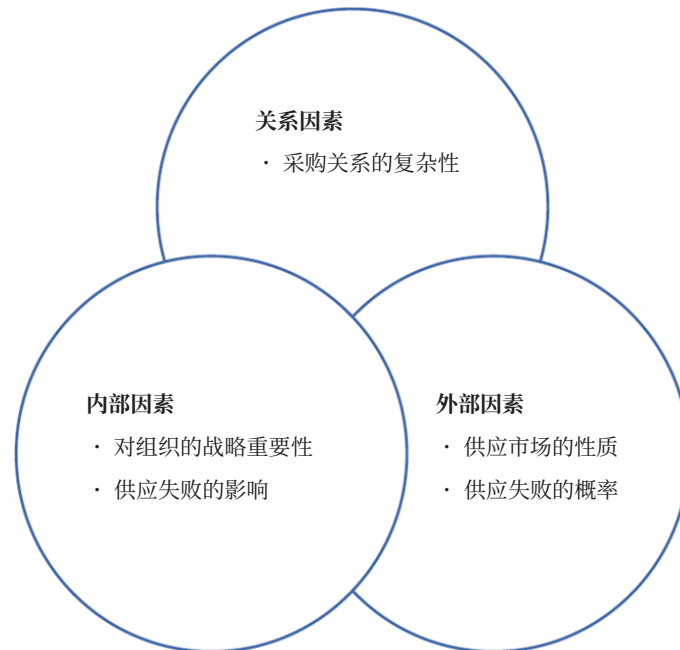 关系因素
· 采购关系的复杂性
内部因素
· 对组织的战略重要性
· 供应失败的影响
外部因素
· 供应市场的性质
· 供应失败的概率